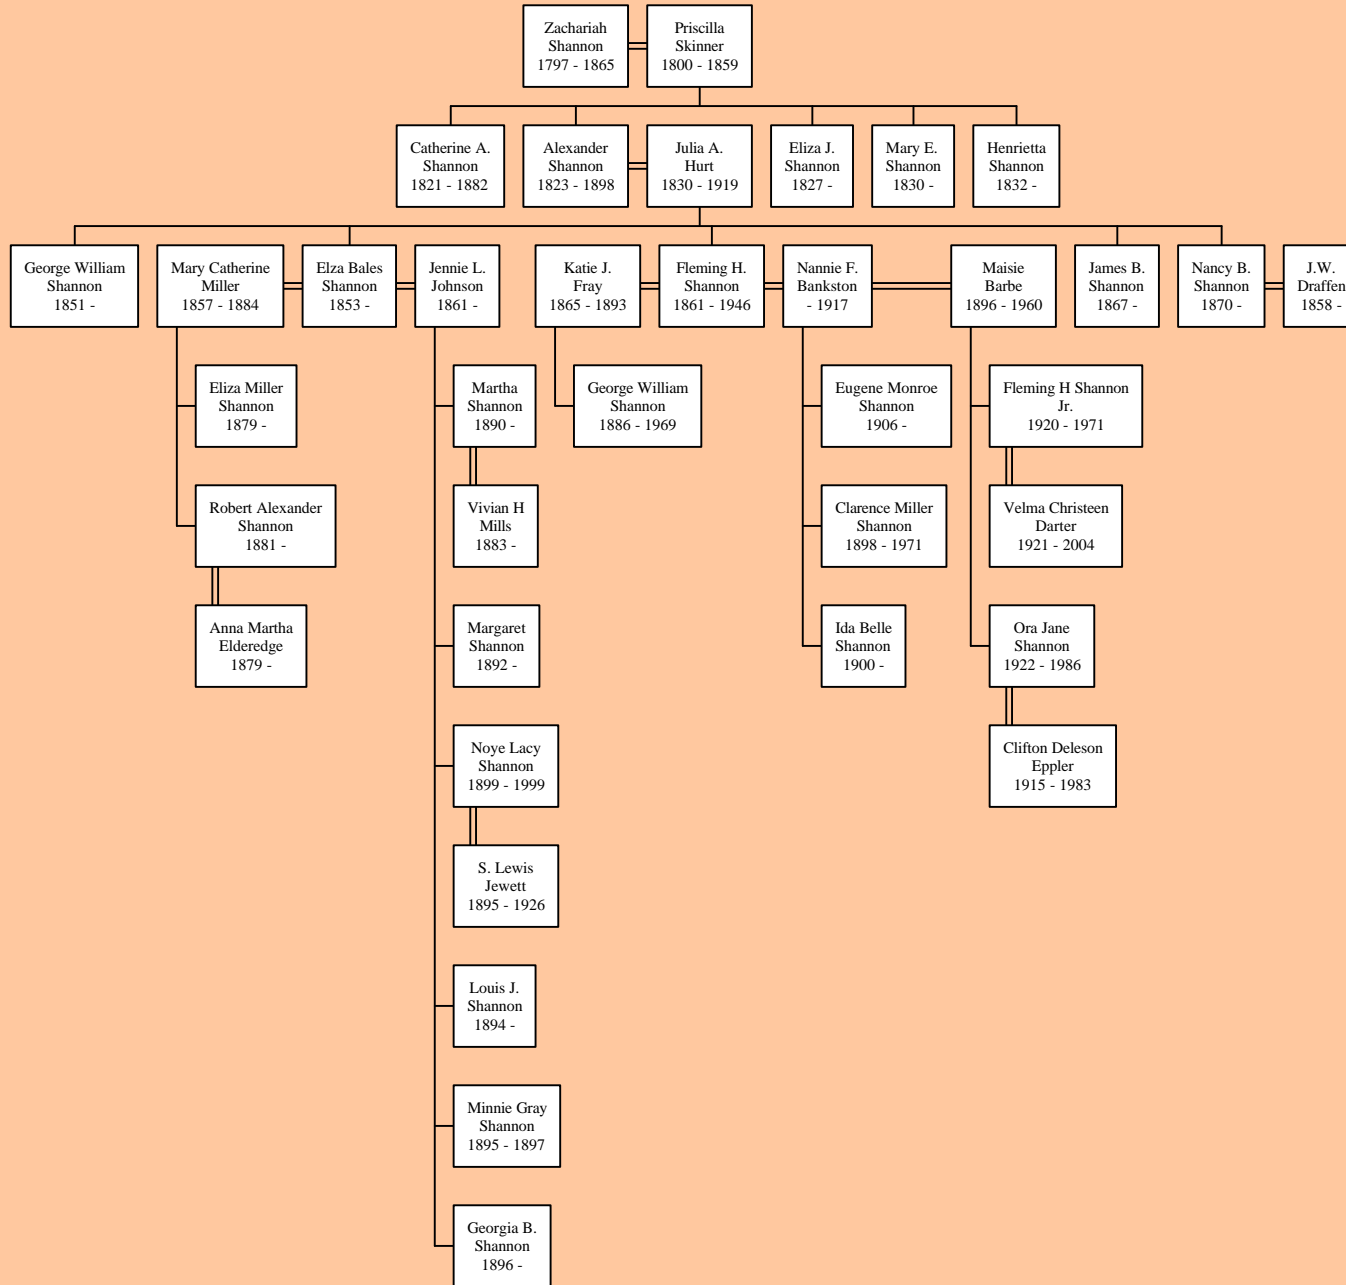 Zachariah
Shannon
1797 - 1865
Priscilla
Skinner
1800 - 1859
Catherine A.
Shannon
1821 - 1882
Alexander
Shannon
1823 - 1898
Julia A.
Hurt
1830 - 1919
Eliza J.
Shannon
1827 -
Mary E.
Shannon
1830 -
Henrietta
Shannon
1832 -
George William
Shannon
1851 -
Mary Catherine
Miller
1857 - 1884
Elza Bales
Shannon
1853 -
Jennie L.
Johnson
1861 -
Katie J.
Fray
1865 - 1893
Fleming H.
Shannon
1861 - 1946
Nannie F.
Bankston
- 1917
Maisie
Barbe
1896 - 1960
James B.
Shannon
1867 -
Nancy B.
Shannon
1870 -
J.W.
Draffen
1858 -
Eliza Miller
Shannon
1879 -
Martha
Shannon
1890 -
George William
Shannon
1886 - 1969
Eugene Monroe
Shannon
1906 -
Fleming H Shannon
Jr.
1920 - 1971
Robert Alexander
Shannon
1881 -
Vivian H
Mills
1883 -
Clarence Miller
Shannon
1898 - 1971
Velma Christeen
Darter
1921 - 2004
Anna Martha
Elderedge
1879 -
Margaret
Shannon
1892 -
Ida Belle
Shannon
1900 -
Ora Jane
Shannon
1922 - 1986
Noye Lacy
Shannon
1899 - 1999
Clifton Deleson
Eppler
1915 - 1983
S. Lewis
Jewett
1895 - 1926
Louis J.
Shannon
1894 -
Minnie Gray
Shannon
1895 - 1897
Georgia B.
Shannon
1896 -